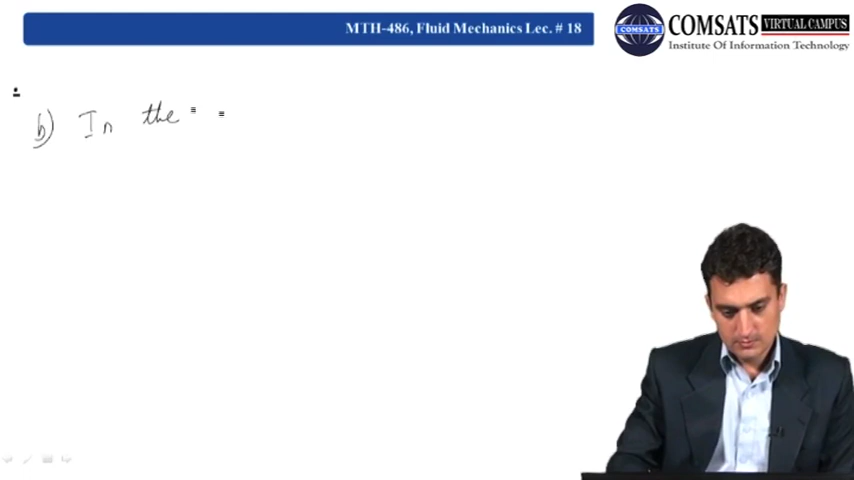 MTH-486, Fluid Mechanics Lec. # 18
COMSATS VIRTUAL CAMPUS
COMSATS
Institute Of Information Technology
b) In the